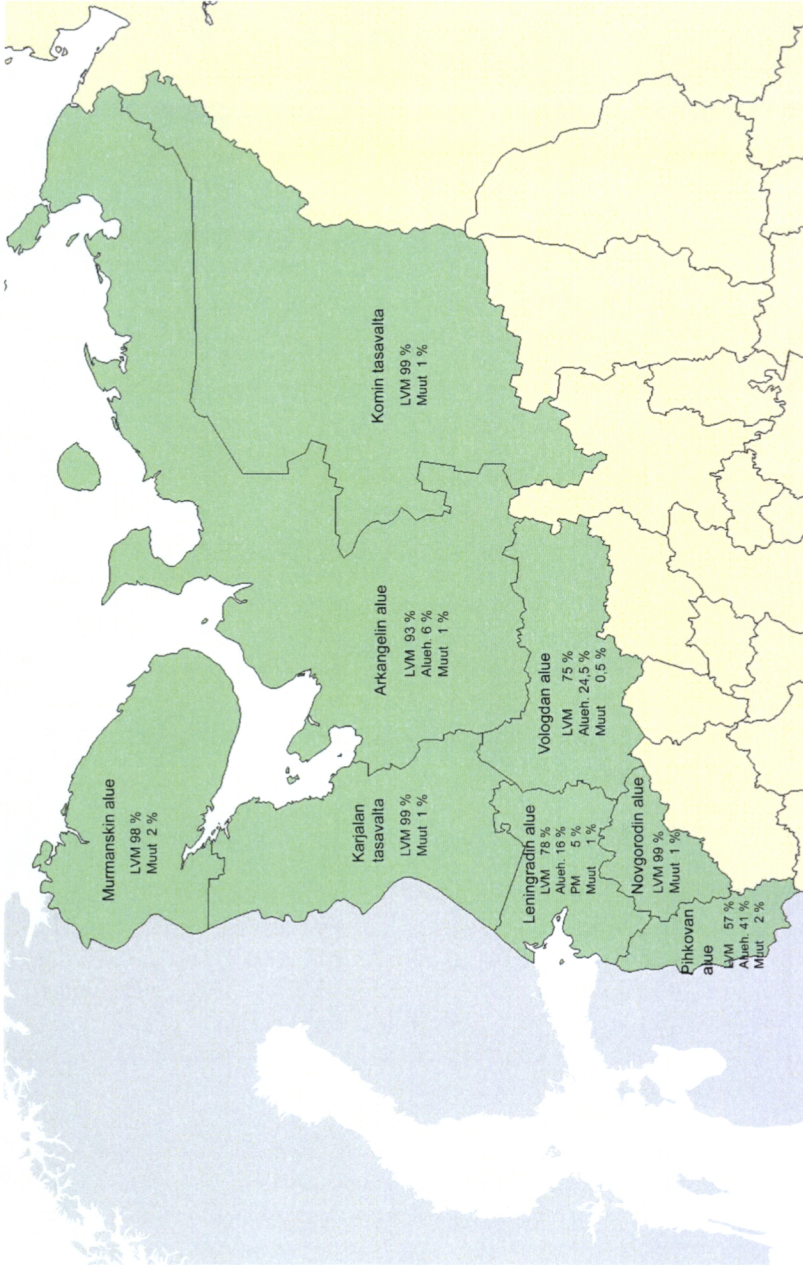 Murmanskin alue
LVM 98 %
Muut 2 %
Karjalan
tasavalta
LVM 99 %
Muut 1 %
Arkangelin alue
LVM 93 %
Alueh. 6 %
Muut 1 %
Komin tasavalta
LVM 99 %
Muut 1 %
Leningradin alue
LVM 78 %
Alueh. 16 %
PM 5 %
Muut 1 %
Vologdan alue
LVM 75 %
Alueh. 24,5 %
Muut 0,5 %
Novgorodin alue
LVM 99 %
Muut 1 %
Pihkovan
alue
LVM 57 %
Alueh. 41 %
Muut 2 %